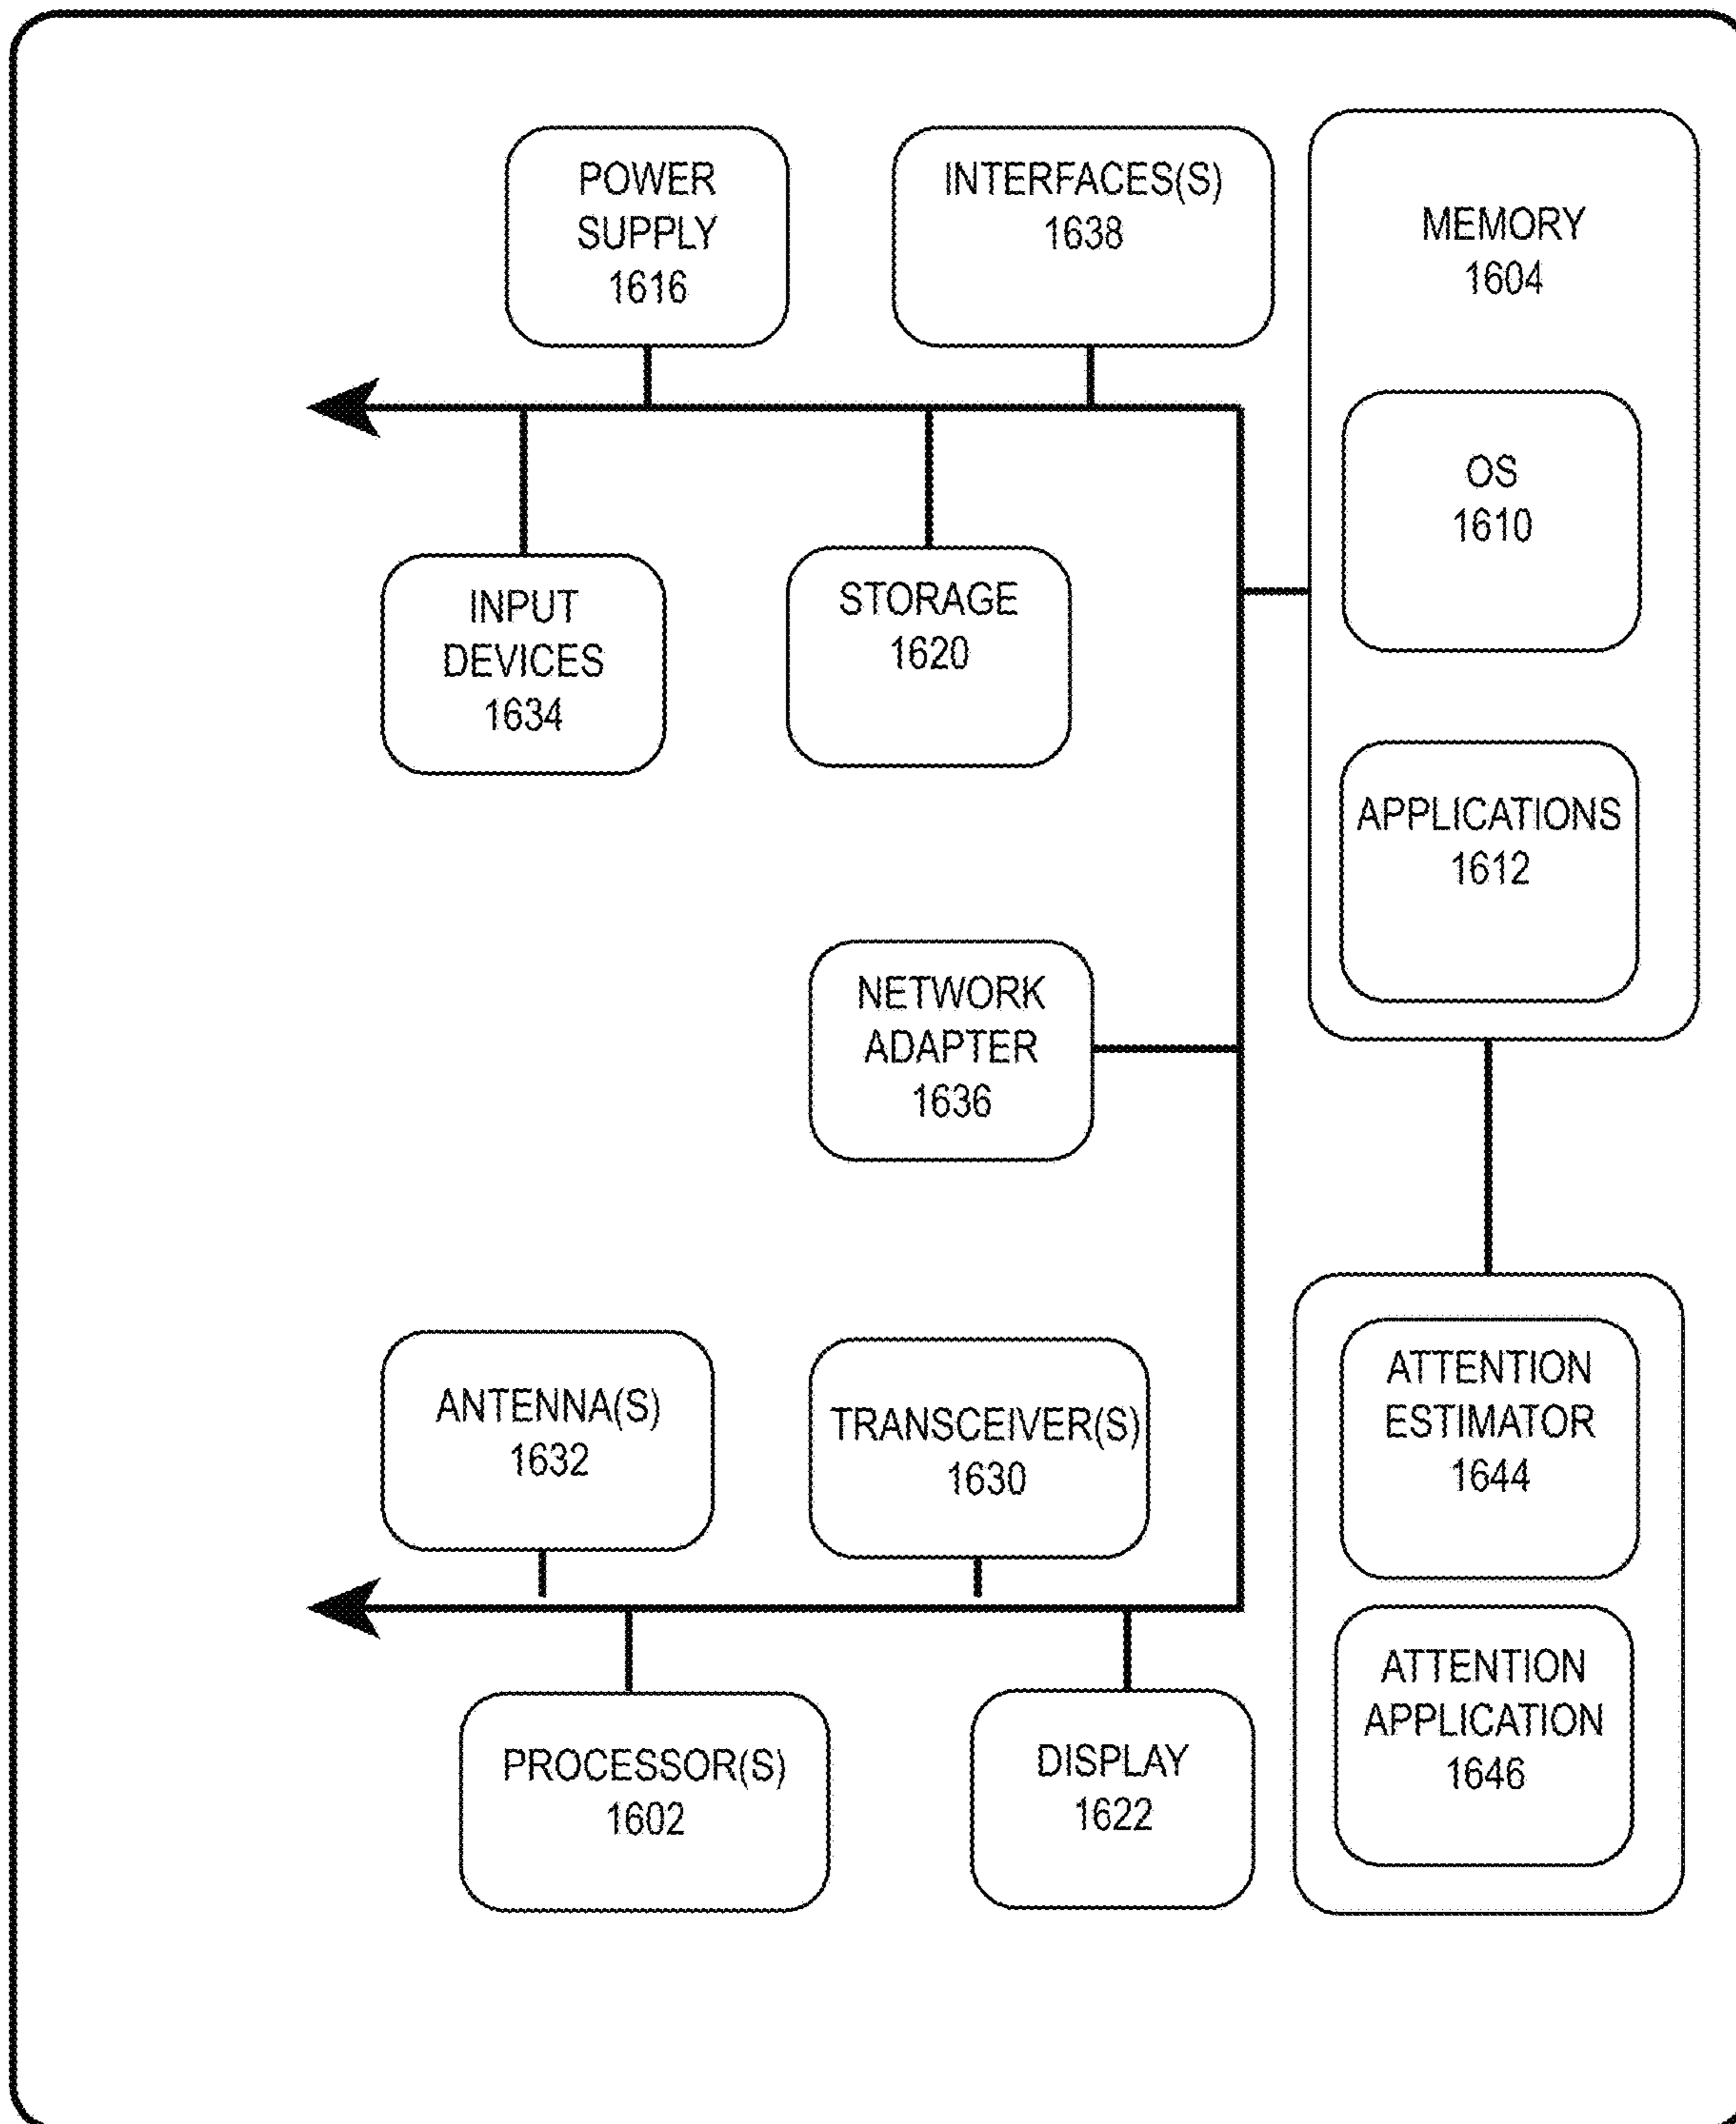 POWER
SUPPLY
1616
INTERFACES(S)
1638
MEMORY
1604
OS
1610
APPLICATIONS
1612
INPUT
DEVICES
1634
STORAGE
1620
NETWORK
ADAPTER
1636
ANTENNA(S)
1632
TRANSCEIVER(S)
1630
ATTENTION
ESTIMATOR
1644
ATTENTION
APPLICATION
1646
PROCESSOR(S)
1602
DISPLAY
1622